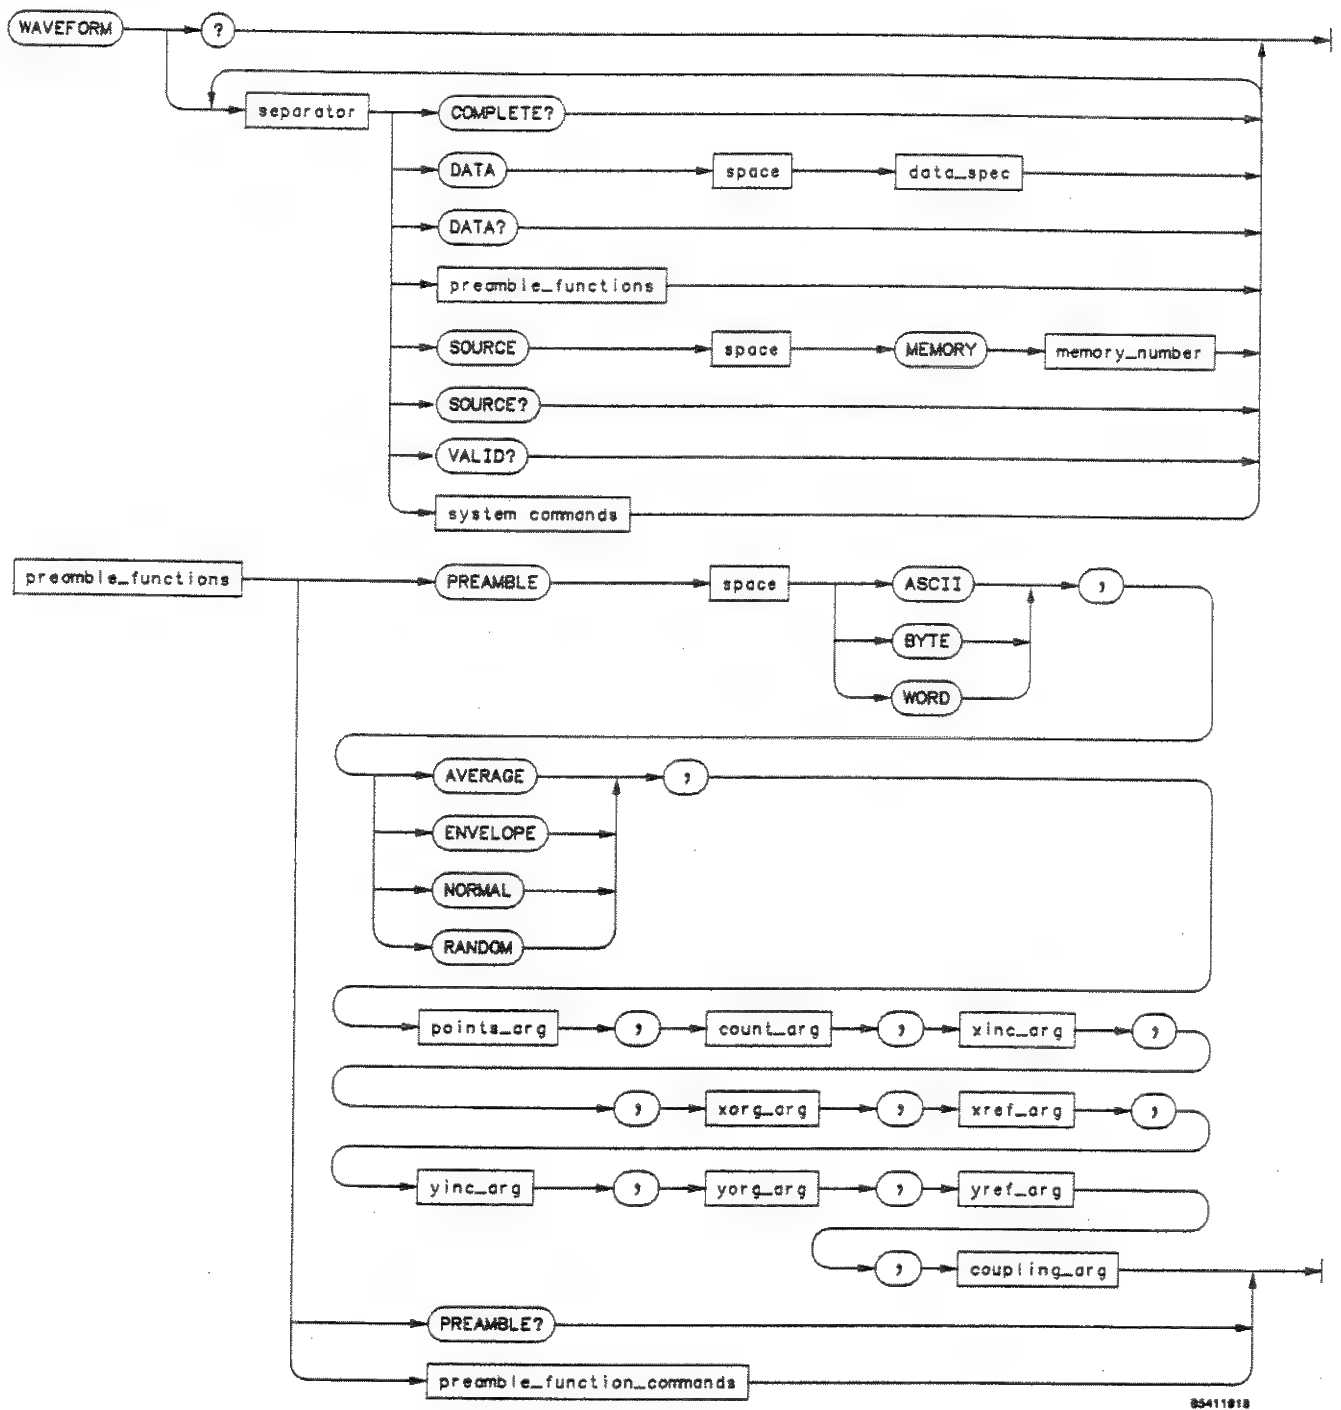 WAVEFORM ?
separator COMPLETE?
DATA space data_spec
DATA?
preamble_functions
SOURCE space MEMORY memory_number
SOURCE?
VALID?
system commands
preamble_functions PREAMBLE space ASCII ,
BYTE
WORD
AVERAGE ,
ENVELOPE
NORMAL
RANDOM
points_arg , count_arg , xinc_arg ,
, xorg_arg , xref_arg ,
yinc_arg , yorg_arg , yref_arg
, coupling_arg
PREAMBLE?
preamble_function_commands